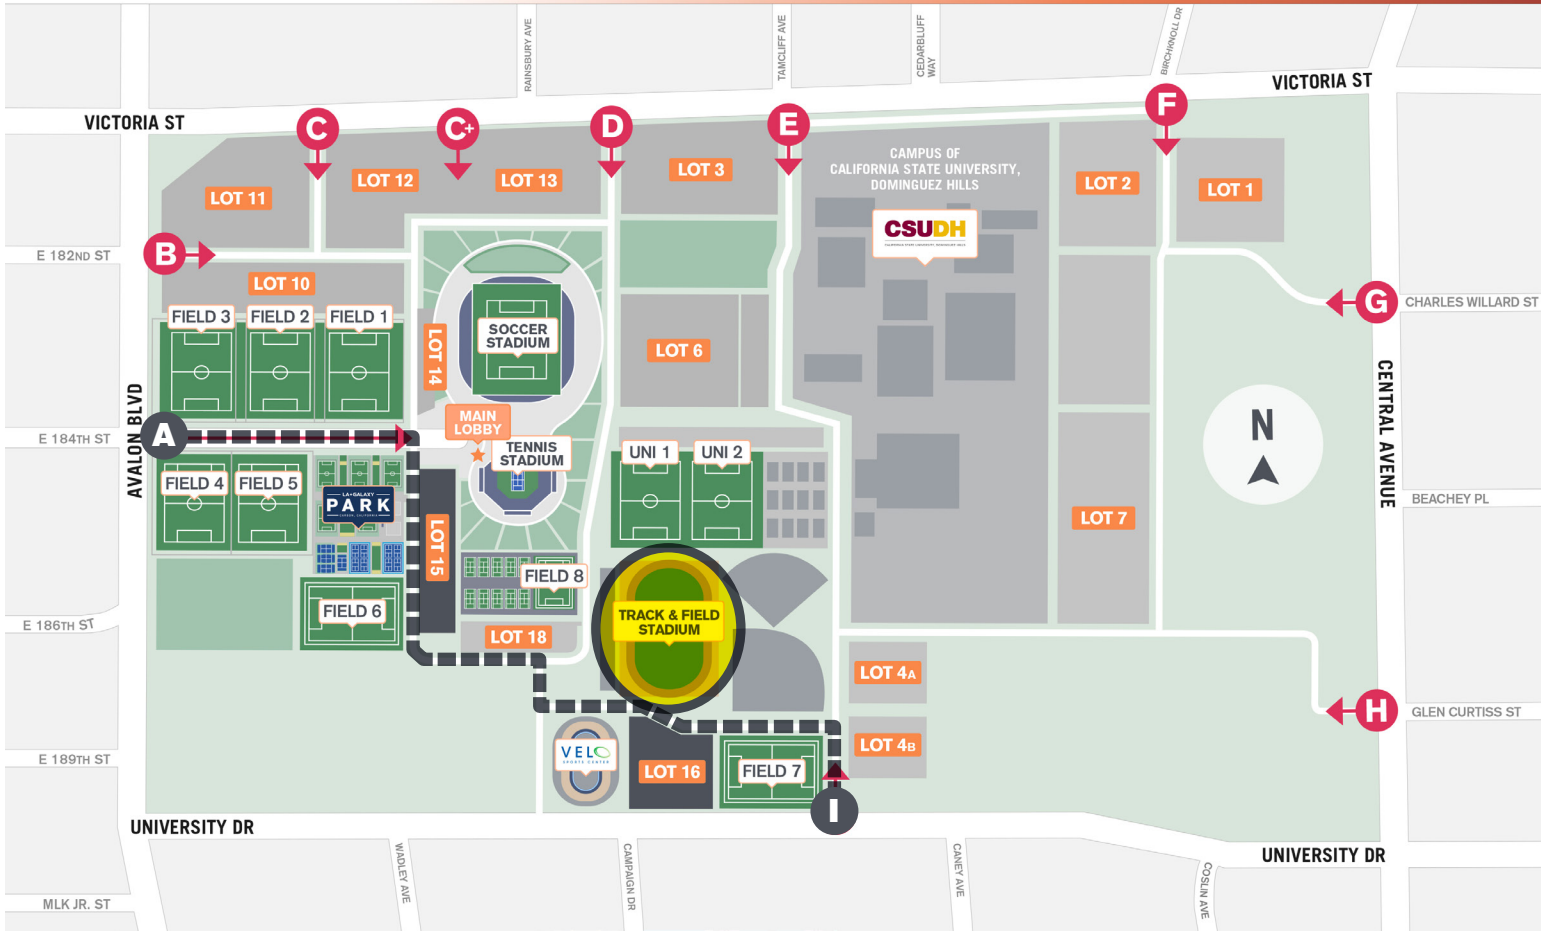 RAINSBURY AVE
TAMCLIFF AVE
CEDARBLUFF
WAY
BIRCHKNOLL DR
VICTORIA ST
VICTORIA ST
C
C+
D
E
F
LOT 11
LOT 12
LOT 13
LOT 3
CAMPUS OF
CALIFORNIA STATE UNIVERSITY,
DOMINGUEZ HILLS
LOT 2
LOT 1
CSUDH
E 182ND ST
B
LOT 10
G
CHARLES WILLARD ST
FIELD 3
FIELD 2
FIELD 1
LOT 14
SOCCER
STADIUM
LOT 6
AVALON BLVD
CENTRAL AVENUE
N
MAIN
LOBBY
E 184TH ST
A
TENNIS
STADIUM
UNI 1
UNI 2
FIELD 4
FIELD 5
LA GALAXY
PARK
CARSON, CALIFORNIA
LOT 15
LOT 7
BEACHEY PL
FIELD 8
FIELD 6
TRACK & FIELD
STADIUM
E 186TH ST
LOT 18
LOT 4A
H
GLEN CURTISS ST
LOT 4B
VELO
SPORTS CENTER
LOT 16
FIELD 7
E 189TH ST
I
UNIVERSITY DR
UNIVERSITY DR
WADLEY AVE
CAMPAIGN DR
CANEY AVE
COSLIN AVE
MLK JR. ST